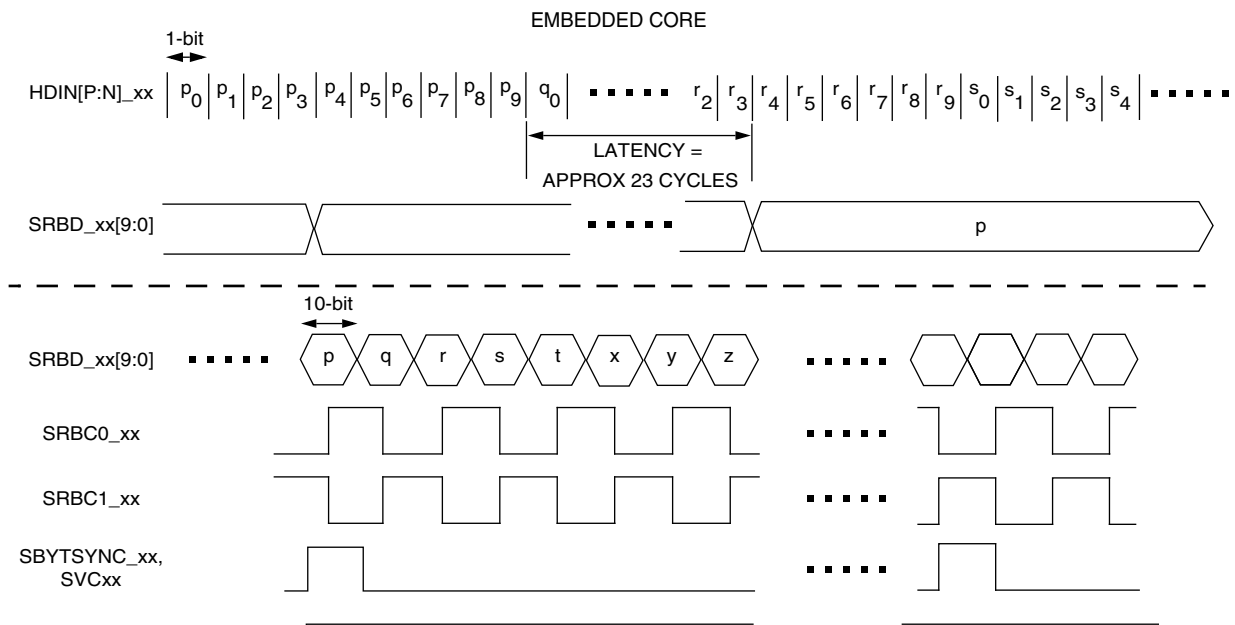 EMBEDDED CORE
1-bit
HDIN[P:N]_xx p0 p1 p2 p3 p4 p5 p6 p7 p8 p9 q0 r2 r3 r4 r5 r6 r7 r8 r9 s0 s1 s2 s3 s4
LATENCY =
APPROX 23 CYCLES
SRBD_xx[9:0] p
10-bit
SRBD_xx[9:0] p q r s t x y z
SRBC0_xx
SRBC1_xx
SBYTSYNC_xx,
SVCxx